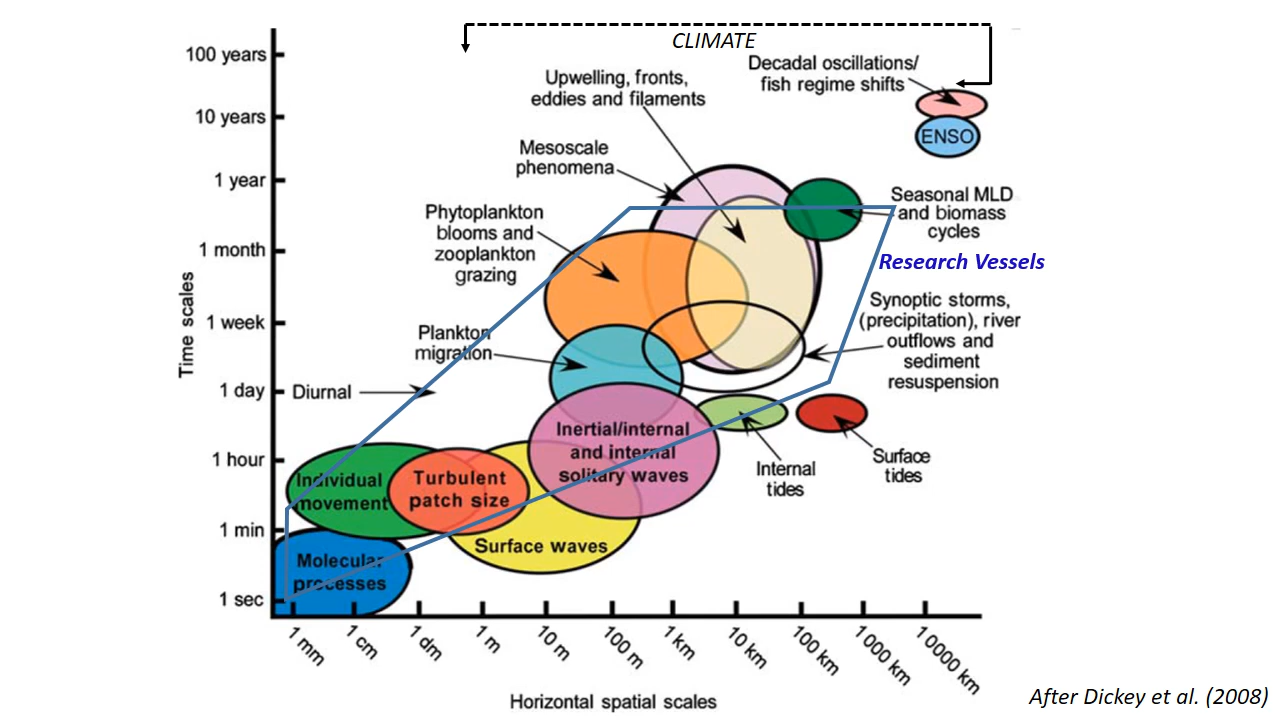 CLIMATE
100 years
10 years
1 year
1 month
1 week
1 day
1 hour
1 min
1 sec
Time scales
Decadal oscillations/
fish regime shifts
ENSO
Upwelling, fronts,
eddies and filaments
Mesoscale
phenomena
Seasonal MLD
and biomass
cycles
Research Vessels
Phytoplankton
blooms and
zooplankton
grazing
Synoptic storms,
(precipitation), river
outflows and
sediment
resuspension
Plankton
migration
Diurnal
Inertial/internal
and internal
solitary waves
Internal
tides
Surface
tides
Individual
movement
Turbulent
patch size
Surface waves
Molecular
processes
1 mm
1 cm
1 dm
1 m
10 m
100 m
1 km
10 km
100 km
1000 km
10000 km
Horizontal spatial scales
After Dickey et al. (2008)